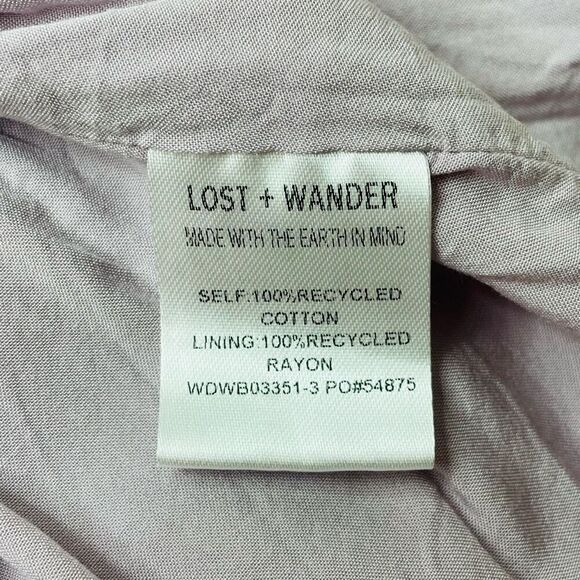 LOST + WANDER
MADE WITH THE EARTH IN MIND
SELF:100%RECYCLED
COTTON
LINING:100%RECYCLED
RAYON
WDWB03351-3 PO#54875